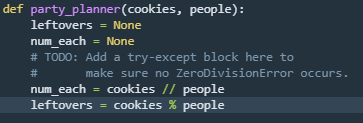 def party_planner(cookies, people):
    leftovers = None
    num_each = None
    # TODO: Add a try-except block here to
    #       make sure no ZeroDivisionError occurs.
    num_each = cookies // people
    leftovers = cookies % people